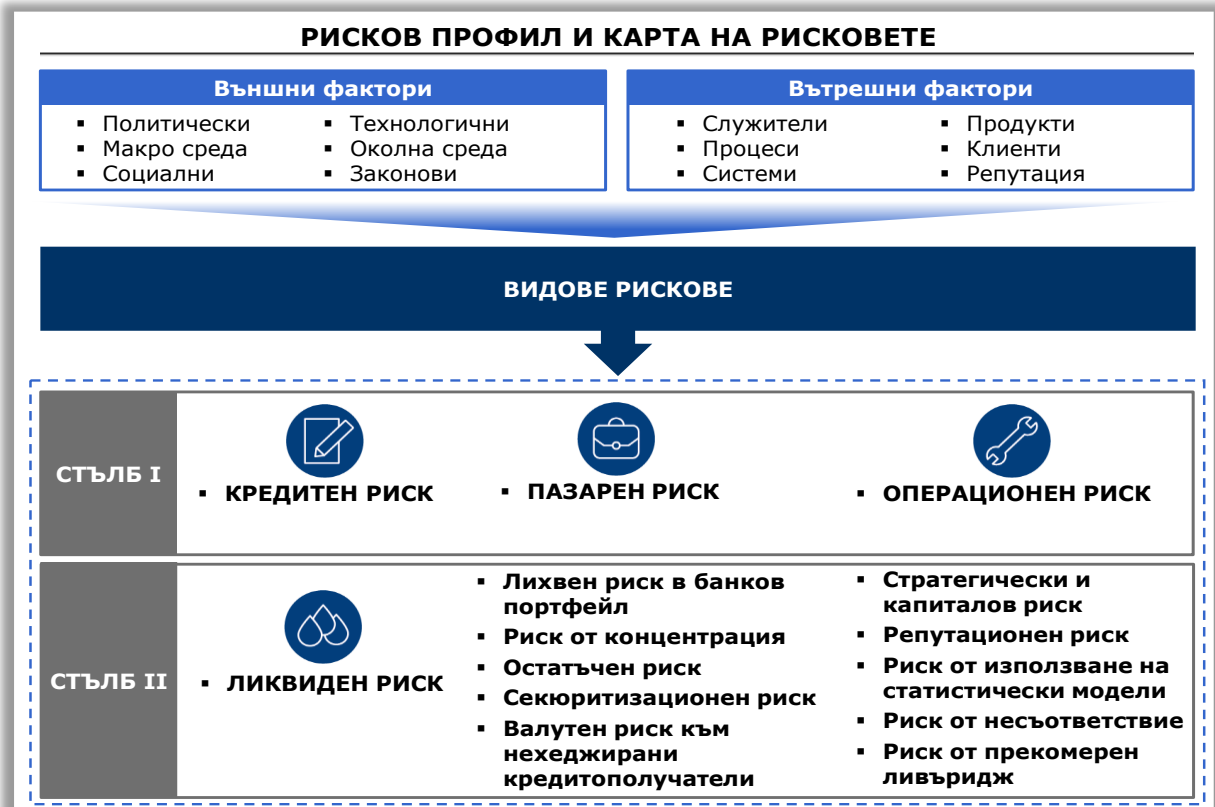 РИСКОВ ПРОФИЛ И КАРТА НА РИСКОВЕТЕ
Външни фактори
▪ Политически
▪ Макро среда
▪ Социални
▪ Технологични
▪ Околна среда
▪ Законови
Вътрешни фактори
▪ Служители
▪ Процеси
▪ Системи
▪ Продукти
▪ Клиенти
▪ Репутация
ВИДОВЕ РИСКОВЕ
СТЪЛБ I
▪ КРЕДИТЕН РИСК
▪ ПАЗАРЕН РИСК
▪ ОПЕРАЦИОНЕН РИСК
СТЪЛБ II
▪ ЛИКВИДЕН РИСК
▪ Лихвен риск в банков
портфейл
▪ Риск от концентрация
▪ Остатъчен риск
▪ Секюритизационен риск
▪ Валутен риск към
нехеджирани
кредитополучатели
▪ Стратегически и
капиталов риск
▪ Репутационен риск
▪ Риск от използване на
статистически модели
▪ Риск от несъответствие
▪ Риск от прекомерен
ливъридж